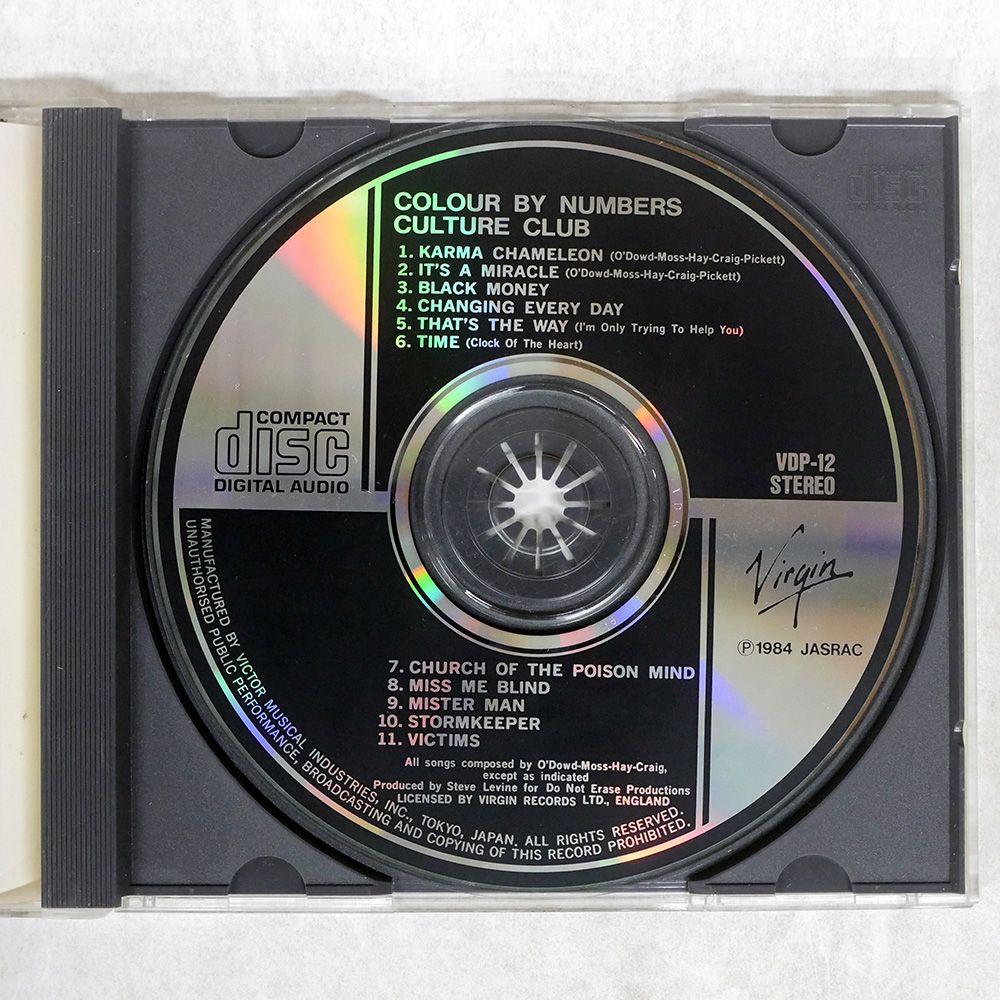 COLOUR BY NUMBERS
CULTURE CLUB
1. KARMA CHAMELEON (O'Dowd-Moss-Hay-Craig-Pickett)
2. IT'S A MIRACLE (O'Dowd-Moss-Hay-Craig-Pickett)
3. BLACK MONEY
4. CHANGING EVERY DAY
5. THAT'S THE WAY (I'm Only Trying To Help You)
6. TIME (Clock Of The Heart)
COMPACT
disc
DIGITAL AUDIO
VDP-12
STEREO
Virgin
Ⓟ1984 JASRAC
7. CHURCH OF THE POISON MIND
8. MISS ME BLIND
9. MISTER MAN
10. STORMKEEPER
11. VICTIMS
All songs composed by O'Dowd-Moss-Hay-Craig,
except as indicated
Produced by Steve Levine for Do Not Erase Productions
LICENSED BY VIRGIN RECORDS LTD., ENGLAND
MANUFACTURED BY VICTOR MUSICAL INDUSTRIES, INC., TOKYO, JAPAN. ALL RIGHTS RESERVED.
UNAUTHORISED PUBLIC PERFORMANCE, BROADCASTING AND COPYING OF THIS RECORD PROHIBITED.
disc